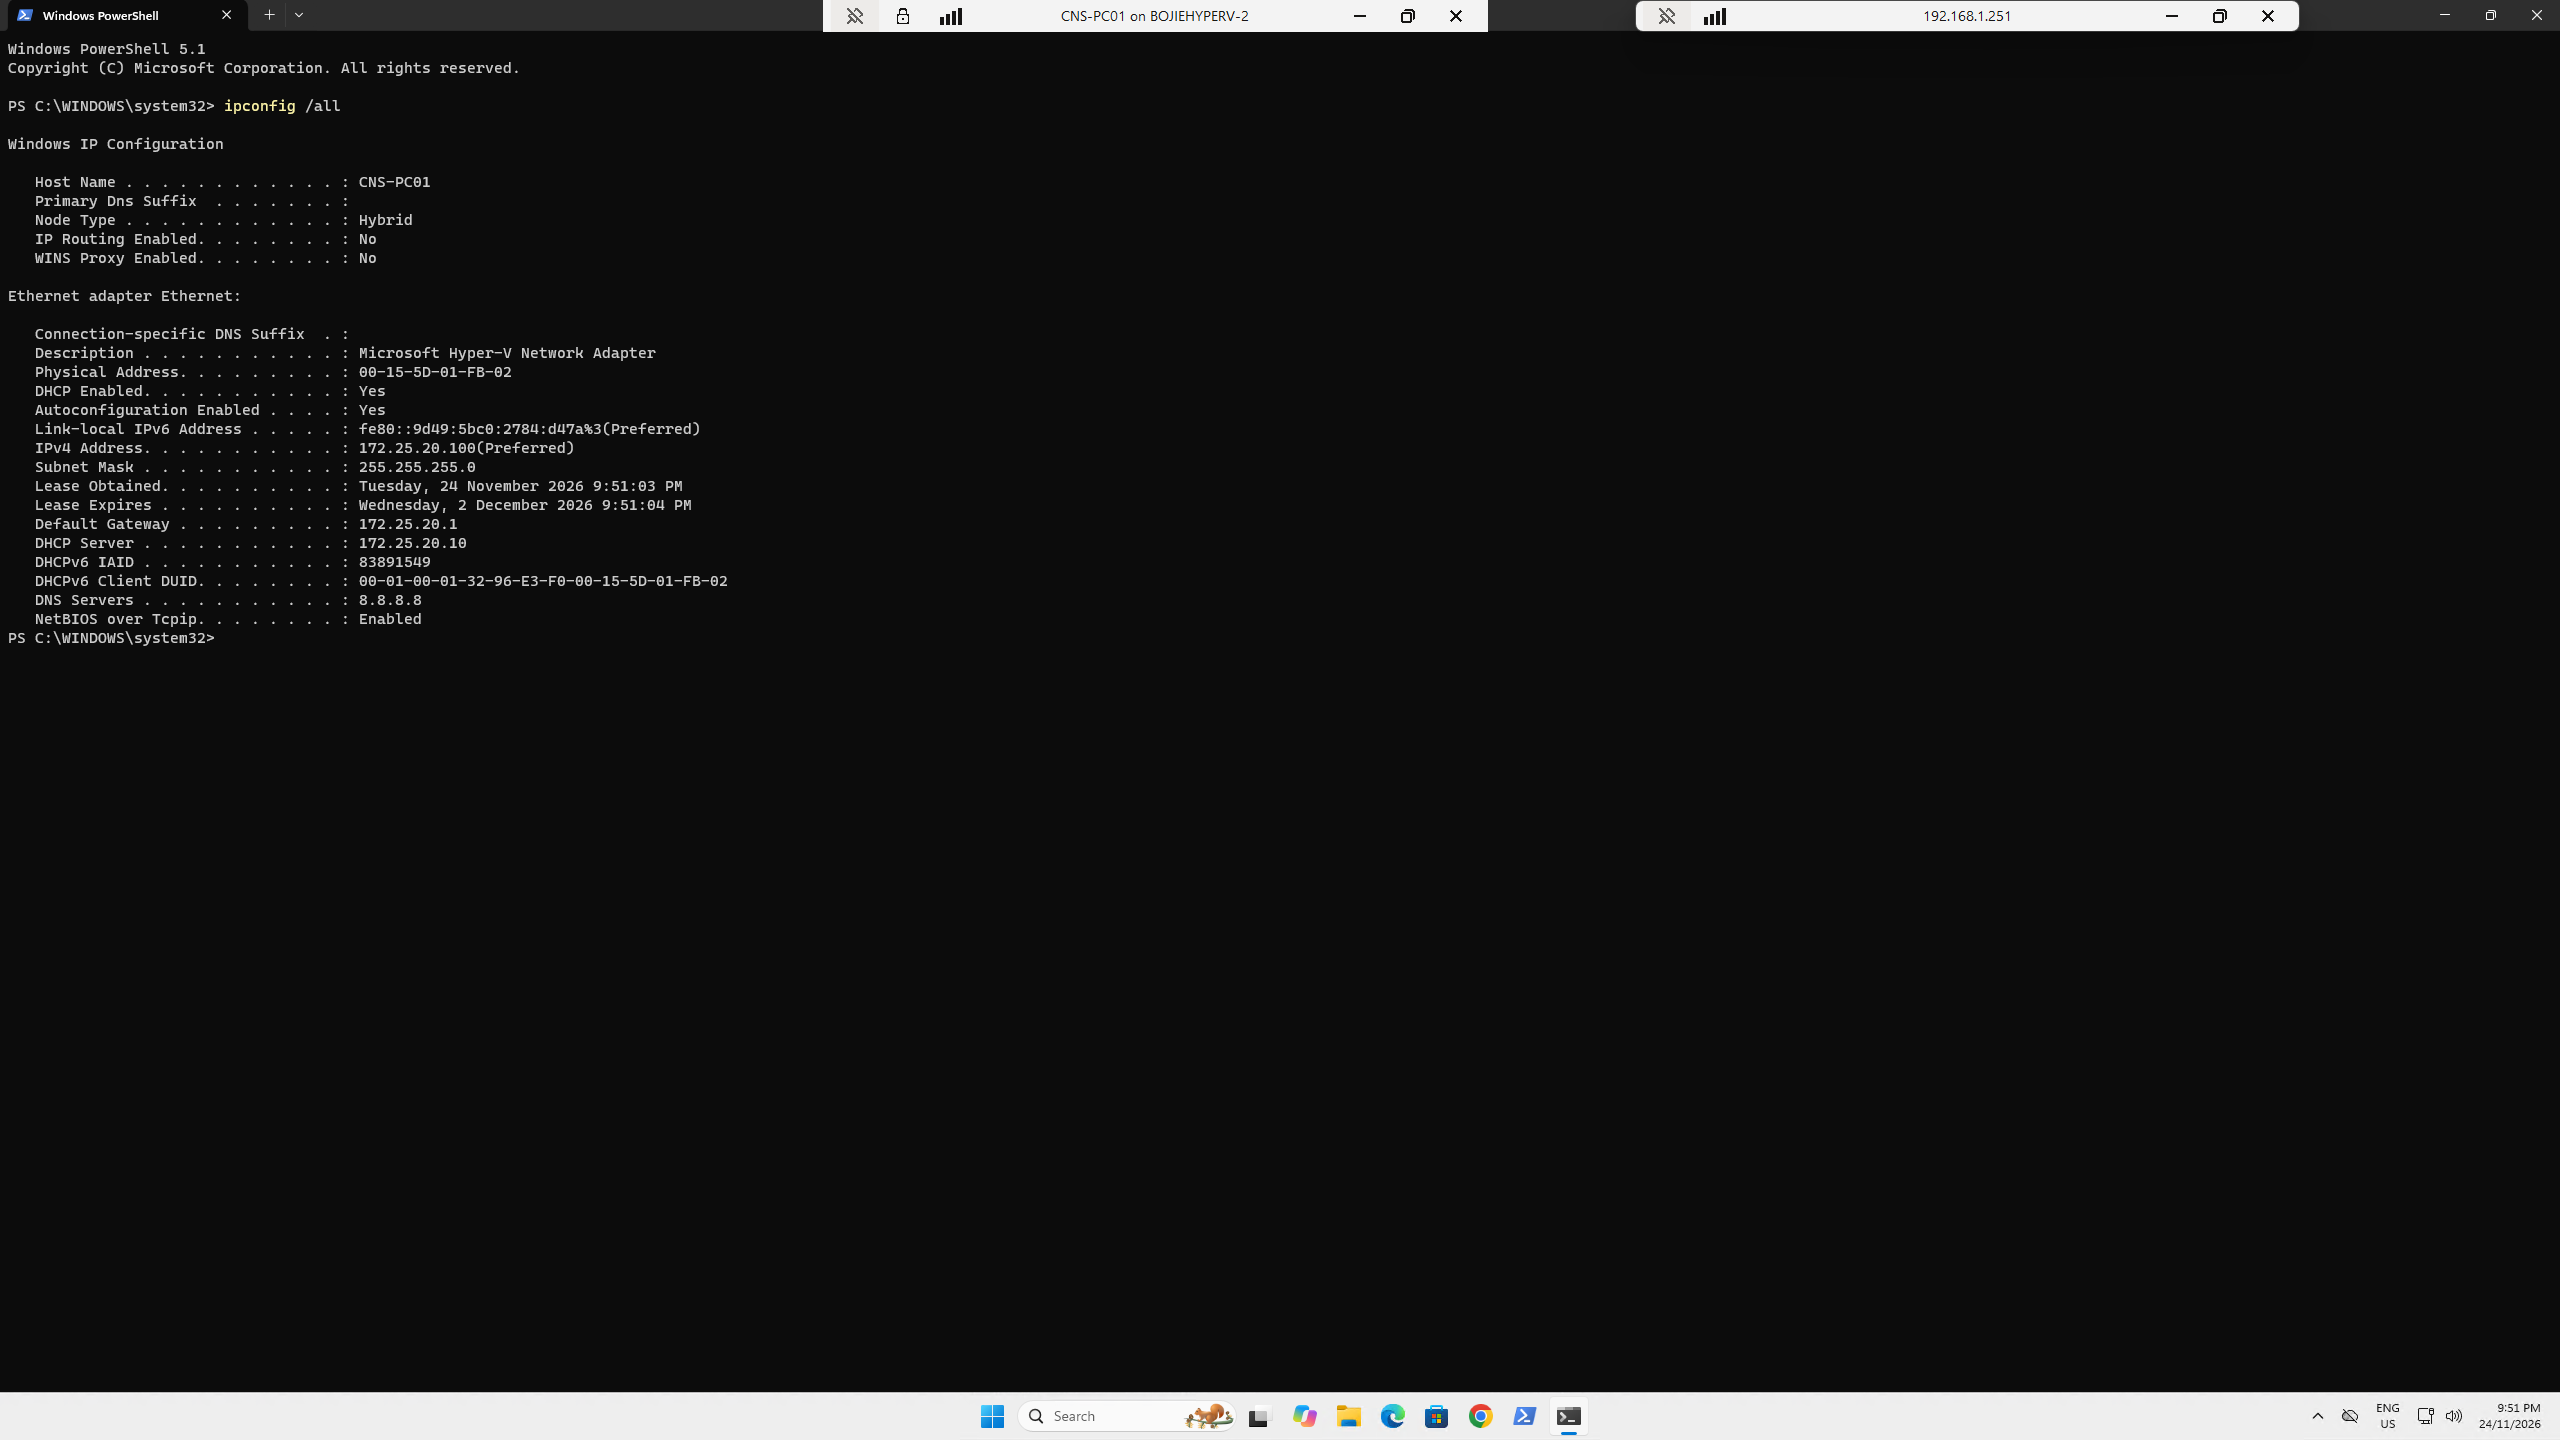 Windows PowerShell
CNS-PC01 on BOJIEHYPERV-2
192.168.1.251
Windows PowerShell 5.1
Copyright (C) Microsoft Corporation. All rights reserved.
PS C:\WINDOWS\system32> ipconfig /all
Windows IP Configuration
Host Name . . . . . . . . . . . . : CNS-PC01
Primary Dns Suffix  . . . . . . . :
Node Type . . . . . . . . . . . . : Hybrid
IP Routing Enabled. . . . . . . . : No
WINS Proxy Enabled. . . . . . . . : No
Ethernet adapter Ethernet:
Connection-specific DNS Suffix  . :
Description . . . . . . . . . . . : Microsoft Hyper-V Network Adapter
Physical Address. . . . . . . . . : 00-15-5D-01-FB-02
DHCP Enabled. . . . . . . . . . . : Yes
Autoconfiguration Enabled . . . . : Yes
Link-local IPv6 Address . . . . . : fe80::9d49:5bc0:2784:d47a%3(Preferred)
IPv4 Address. . . . . . . . . . . : 172.25.20.100(Preferred)
Subnet Mask . . . . . . . . . . . : 255.255.255.0
Lease Obtained. . . . . . . . . . : Tuesday, 24 November 2026 9:51:03 PM
Lease Expires . . . . . . . . . . : Wednesday, 2 December 2026 9:51:04 PM
Default Gateway . . . . . . . . . : 172.25.20.1
DHCP Server . . . . . . . . . . . : 172.25.20.10
DHCPv6 IAID . . . . . . . . . . . : 83891549
DHCPv6 Client DUID. . . . . . . . : 00-01-00-01-32-96-E3-F0-00-15-5D-01-FB-02
DNS Servers . . . . . . . . . . . : 8.8.8.8
NetBIOS over Tcpip. . . . . . . . : Enabled
PS C:\WINDOWS\system32>
Search
ENG
US
9:51 PM
24/11/2026